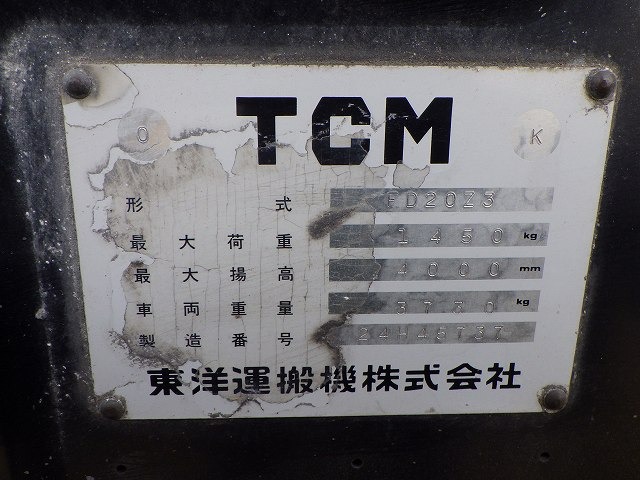 TCM
O
K
形式 FD20Z3
最大荷重 1450 kg
最大揚高 4000 mm
車両重量 3730 kg
製造番号 24H45737
東洋運搬機株式会社